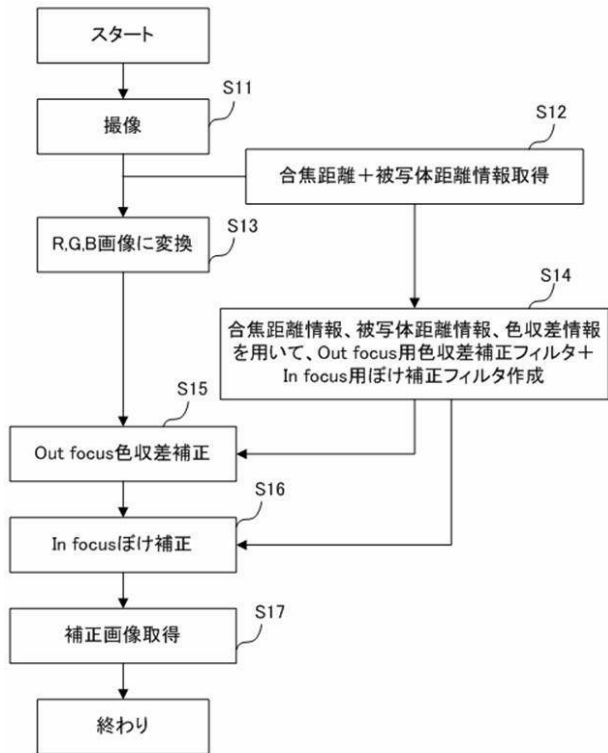 スタート
S11
撮像
S12
合焦距離＋被写体距離情報取得
S13
R,G,B画像に変換
S14
合焦距離情報、被写体距離情報、色収差情報
を用いて、Out focus用色収差補正フィルタ＋
In focus用ぼけ補正フィルタ作成
S15
Out focus色収差補正
S16
In focusぼけ補正
S17
補正画像取得
終わり